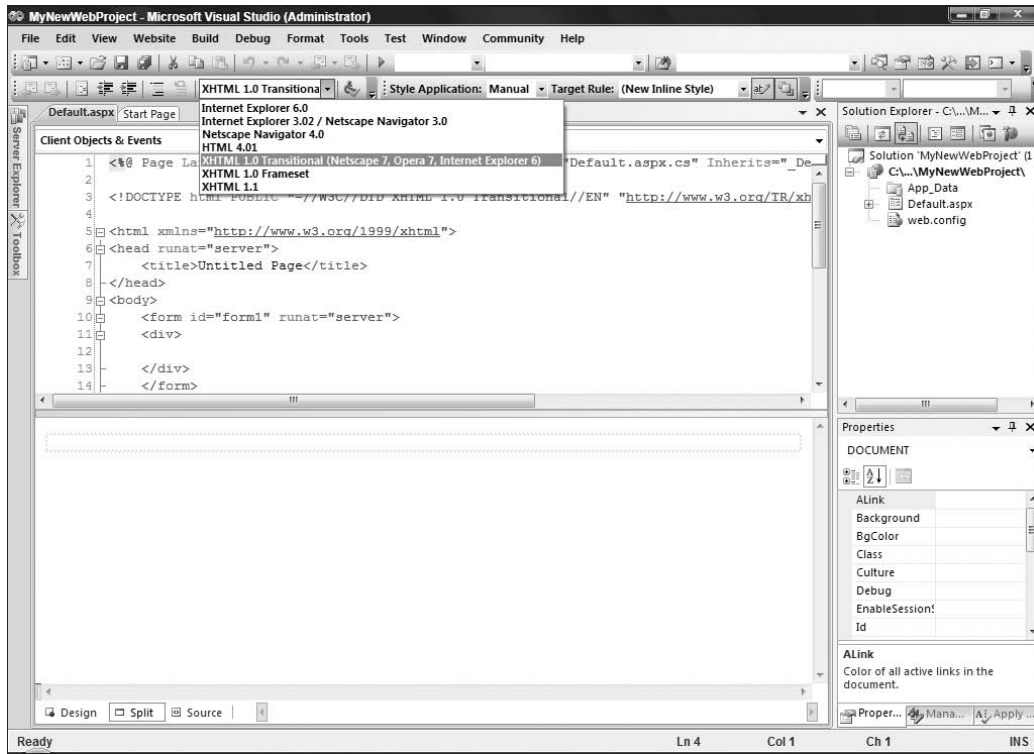 MyNewWebProject - Microsoft Visual Studio (Administrator)
File Edit View Website Build Debug Format Tools Test Window Community Help
XHTML 1.0 Transitiona Style Application: Manual Target Rule: (New Inline Style)
Internet Explorer 6.0
Internet Explorer 3.02 / Netscape Navigator 3.0
Netscape Navigator 4.0
HTML 4.01
XHTML 1.0 Transitional (Netscape 7, Opera 7, Internet Explorer 6)
XHTML 1.0 Frameset
XHTML 1.1
Server Explorer
Toolbox
Default.aspx Start Page
Client Objects & Events
1 <%@ Page La "Default.aspx.cs" Inherits="_De
2
3 <!DOCTYPE html PUBLIC "-//W3C//DTD XHTML 1.0 Transitional//EN" "http://www.w3.org/TR/xh
4
5 <html xmlns="http://www.w3.org/1999/xhtml">
6 <head runat="server">
7 <title>Untitled Page</title>
8 </head>
9 <body>
10 <form id="form1" runat="server">
11 <div>
12
13 </div>
14 </form>
Design Split Source
Solution Explorer - C:\...\M...
Solution 'MyNewWebProject' (1
C:\...\MyNewWebProject\
App_Data
Default.aspx
web.config
Properties
DOCUMENT
ALink
Background
BgColor
Class
Culture
Debug
EnableSessionS
Id
ALink
Color of all active links in the
document.
Proper... Mana... Apply ...
Ready Ln 4 Col 1 Ch 1 INS